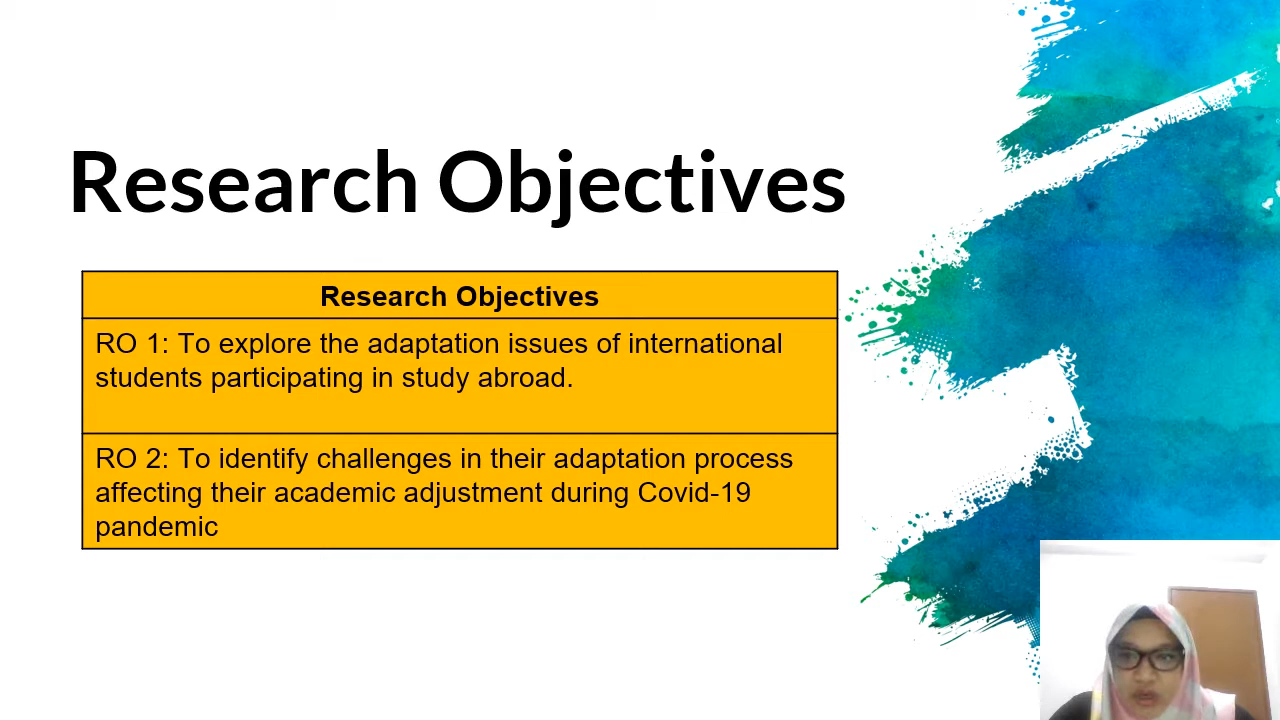 Research Objectives
Research Objectives
RO 1: To explore the adaptation issues of international
students participating in study abroad.
RO 2: To identify challenges in their adaptation process
affecting their academic adjustment during Covid-19
pandemic